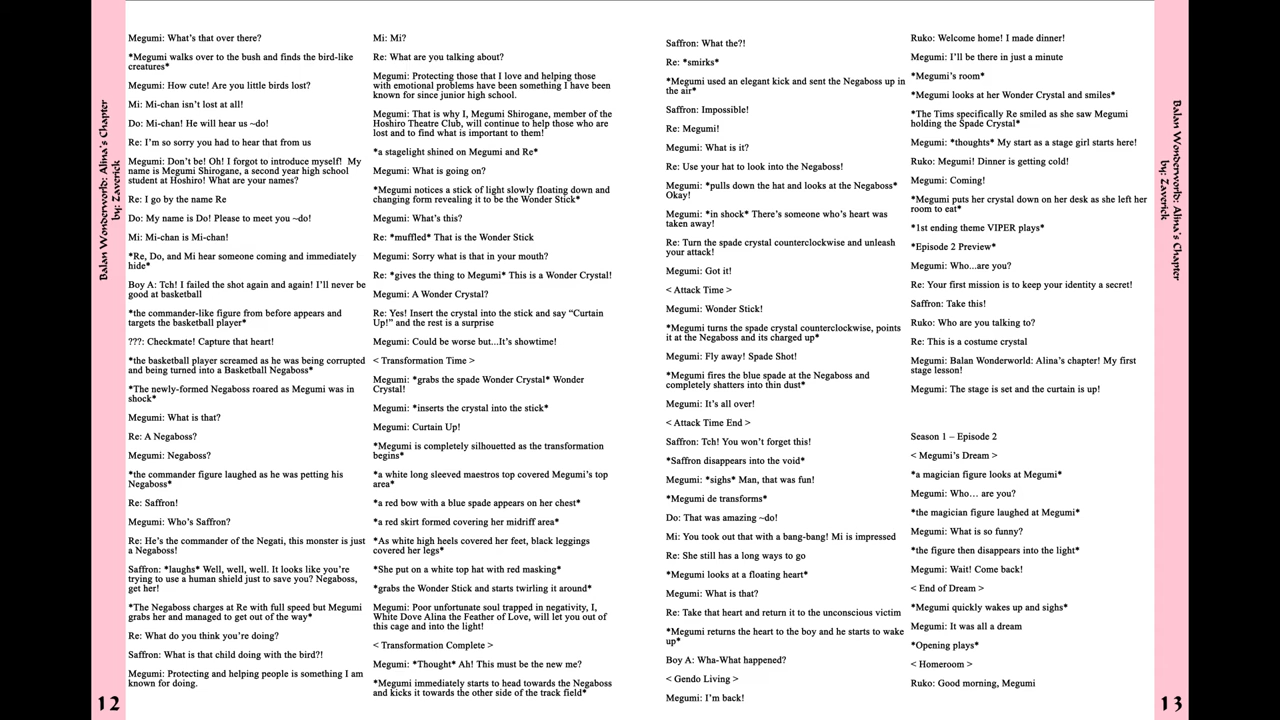 Balan Wonderworld: Alina's Chapter
by: Zaverick
12
Megumi: What's that over there?
*Megumi walks over to the bush and finds the bird-like
creatures*
Megumi: How cute! Are you little birds lost?
Mi: Mi-chan isn't lost at all!
Do: Mi-chan! He will hear us ~do!
Re: I'm so sorry you had to hear that from us
Megumi: Don't be! Oh! I forgot to introduce myself! My
name is Megumi Shirogane, a second year high school
student at Hoshiro! What are your names?
Re: I go by the name Re
Do: My name is Do! Please to meet you ~do!
Mi: Mi-chan is Mi-chan!
*Re, Do, and Mi hear someone coming and immediately
hide*
Boy A: Tch! I failed the shot again and again! I'll never be
good at basketball
*the commander-like figure from before appears and
targets the basketball player*
???: Checkmate! Capture that heart!
*the basketball player screamed as he was being corrupted
and being turned into a Basketball Negaboss*
*The newly-formed Negaboss roared as Megumi was in
shock*
Megumi: What is that?
Re: A Negaboss?
Megumi: Negaboss?
*the commander figure laughed as he was petting his
Negaboss*
Re: Saffron!
Megumi: Who's Saffron?
Re: He's the commander of the Negati, this monster is just
a Negaboss!
Saffron: *laughs* Well, well, well. It looks like you're
trying to use a human shield just to save you? Negaboss,
get her!
*The Negaboss charges at Re with full speed but Megumi
grabs her and managed to get out of the way*
Re: What do you think you're doing?
Saffron: What is that child doing with the bird?!
Megumi: Protecting and helping people is something I am
known for doing.
Mi: Mi?
Re: What are you talking about?
Megumi: Protecting those that I love and helping those
with emotional problems have been something I have been
known for since junior high school.
Megumi: That is why I, Megumi Shirogane, member of the
Hoshiro Theatre Club, will continue to help those who are
lost and to find what is important to them!
*a stagelight shined on Megumi and Re*
Megumi: What is going on?
*Megumi notices a stick of light slowly floating down and
changing form revealing it to be the Wonder Stick*
Megumi: What's this?
Re: *muffled* That is the Wonder Stick
Megumi: Sorry what is that in your mouth?
Re: *gives the thing to Megumi* This is a Wonder Crystal!
Megumi: A Wonder Crystal?
Re: Yes! Insert the crystal into the stick and say “Curtain
Up!” and the rest is a surprise
Megumi: Could be worse but...It's showtime!
< Transformation Time >
Megumi: *grabs the spade Wonder Crystal* Wonder
Crystal!
Megumi: *inserts the crystal into the stick*
Megumi: Curtain Up!
*Megumi is completely silhouetted as the transformation
begins*
*a white long sleeved maestros top covered Megumi's top
area*
*a red bow with a blue spade appears on her chest*
*a red skirt formed covering her midriff area*
*As white high heels covered her feet, black leggings
covered her legs*
*She put on a white top hat with red masking*
*grabs the Wonder Stick and starts twirling it around*
Megumi: Poor unfortunate soul trapped in negativity, I,
White Dove Alina the Feather of Love, will let you out of
this cage and into the light!
< Transformation Complete >
Megumi: *Thought* Ah! This must be the new me?
*Megumi immediately starts to head towards the Negaboss
and kicks it towards the other side of the track field*
Saffron: What the?!
Re: *smirks*
*Megumi used an elegant kick and sent the Negaboss up in
the air*
Saffron: Impossible!
Re: Megumi!
Megumi: What is it?
Re: Use your hat to look into the Negaboss!
Megumi: *pulls down the hat and looks at the Negaboss*
Okay!
Megumi: *in shock* There's someone who's heart was
taken away!
Re: Turn the spade crystal counterclockwise and unleash
your attack!
Megumi: Got it!
< Attack Time >
Megumi: Wonder Stick!
*Megumi turns the spade crystal counterclockwise, points
it at the Negaboss and its charged up*
Megumi: Fly away! Spade Shot!
*Megumi fires the blue spade at the Negaboss and
completely shatters into thin dust*
Megumi: It's all over!
< Attack Time End >
Saffron: Tch! You won't forget this!
*Saffron disappears into the void*
Megumi: *sighs* Man, that was fun!
*Megumi de transforms*
Do: That was amazing ~do!
Mi: You took out that with a bang-bang! Mi is impressed
Re: She still has a long ways to go
*Megumi looks at a floating heart*
Megumi: What is that?
Re: Take that heart and return it to the unconscious victim
*Megumi returns the heart to the boy and he starts to wake
up*
Boy A: Wha-What happened?
< Gendo Living >
Megumi: I'm back!
Ruko: Welcome home! I made dinner!
Megumi: I'll be there in just a minute
*Megumi's room*
*Megumi looks at her Wonder Crystal and smiles*
*The Tims specifically Re smiled as she saw Megumi
holding the Spade Crystal*
Megumi: *thoughts* My start as a stage girl starts here!
Ruko: Megumi! Dinner is getting cold!
Megumi: Coming!
*Megumi puts her crystal down on her desk as she left her
room to eat*
*1st ending theme VIPER plays*
*Episode 2 Preview*
Megumi: Who...are you?
Re: Your first mission is to keep your identity a secret!
Saffron: Take this!
Ruko: Who are you talking to?
Re: This is a costume crystal
Megumi: Balan Wonderworld: Alina's chapter! My first
stage lesson!
Megumi: The stage is set and the curtain is up!
Season 1 – Episode 2
< Megumi's Dream >
*a magician figure looks at Megumi*
Megumi: Who… are you?
*the magician figure laughed at Megumi*
Megumi: What is so funny?
*the figure then disappears into the light*
Megumi: Wait! Come back!
< End of Dream >
*Megumi quickly wakes up and sighs*
Megumi: It was all a dream
*Opening plays*
< Homeroom >
Ruko: Good morning, Megumi
Balan Wonderworld: Alina's Chapter
by: Zaverick
13